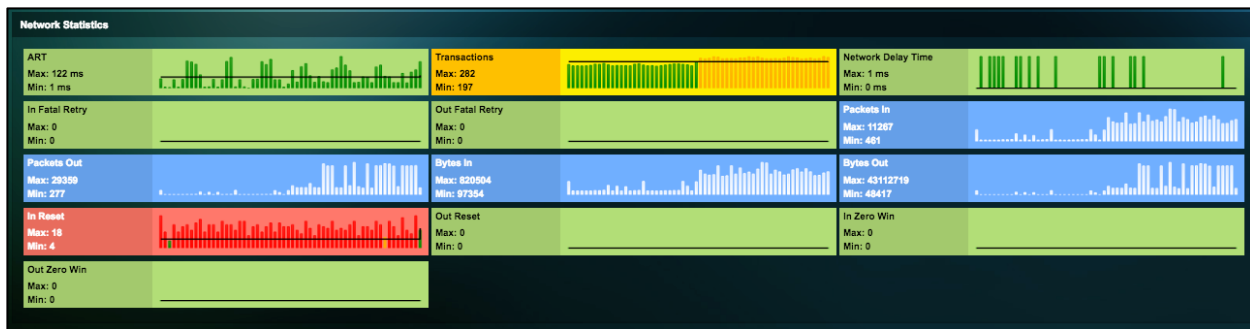 Network Statistics
ART
Max: 122 ms
Min: 1 ms
Transactions
Max: 282
Min: 197
Network Delay Time
Max: 1 ms
Min: 0 ms
In Fatal Retry
Max: 0
Min: 0
Out Fatal Retry
Max: 0
Min: 0
Packets In
Max: 11267
Min: 461
Packets Out
Max: 29359
Min: 277
Bytes In
Max: 820504
Min: 97354
Bytes Out
Max: 43112719
Min: 48417
In Reset
Max: 18
Min: 4
Out Reset
Max: 0
Min: 0
In Zero Win
Max: 0
Min: 0
Out Zero Win
Max: 0
Min: 0